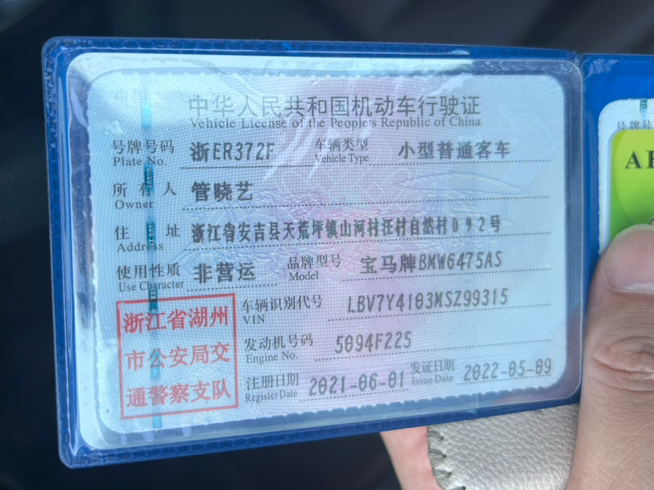 中华人民共和国机动车行驶证
Vehicle License of the People's Republic of China
号牌号码 浙ER372F 车辆类型 小型普通客车
Plate No. Vehicle Type
所有人 管晓艺
Owner
住址 浙江省安吉县天荒坪镇山河村汪村自然村092号
Address
使用性质 非营运 品牌型号 宝马牌BMW6475AS
Use Character Model
浙江省湖州
市公安局交
通警察支队
车辆识别代号 LBV7Y4103MSZ99315
VIN
发动机号码 5094F225
Engine No.
注册日期 2021-06-01 发证日期 2022-05-09
Register Date Issue Date